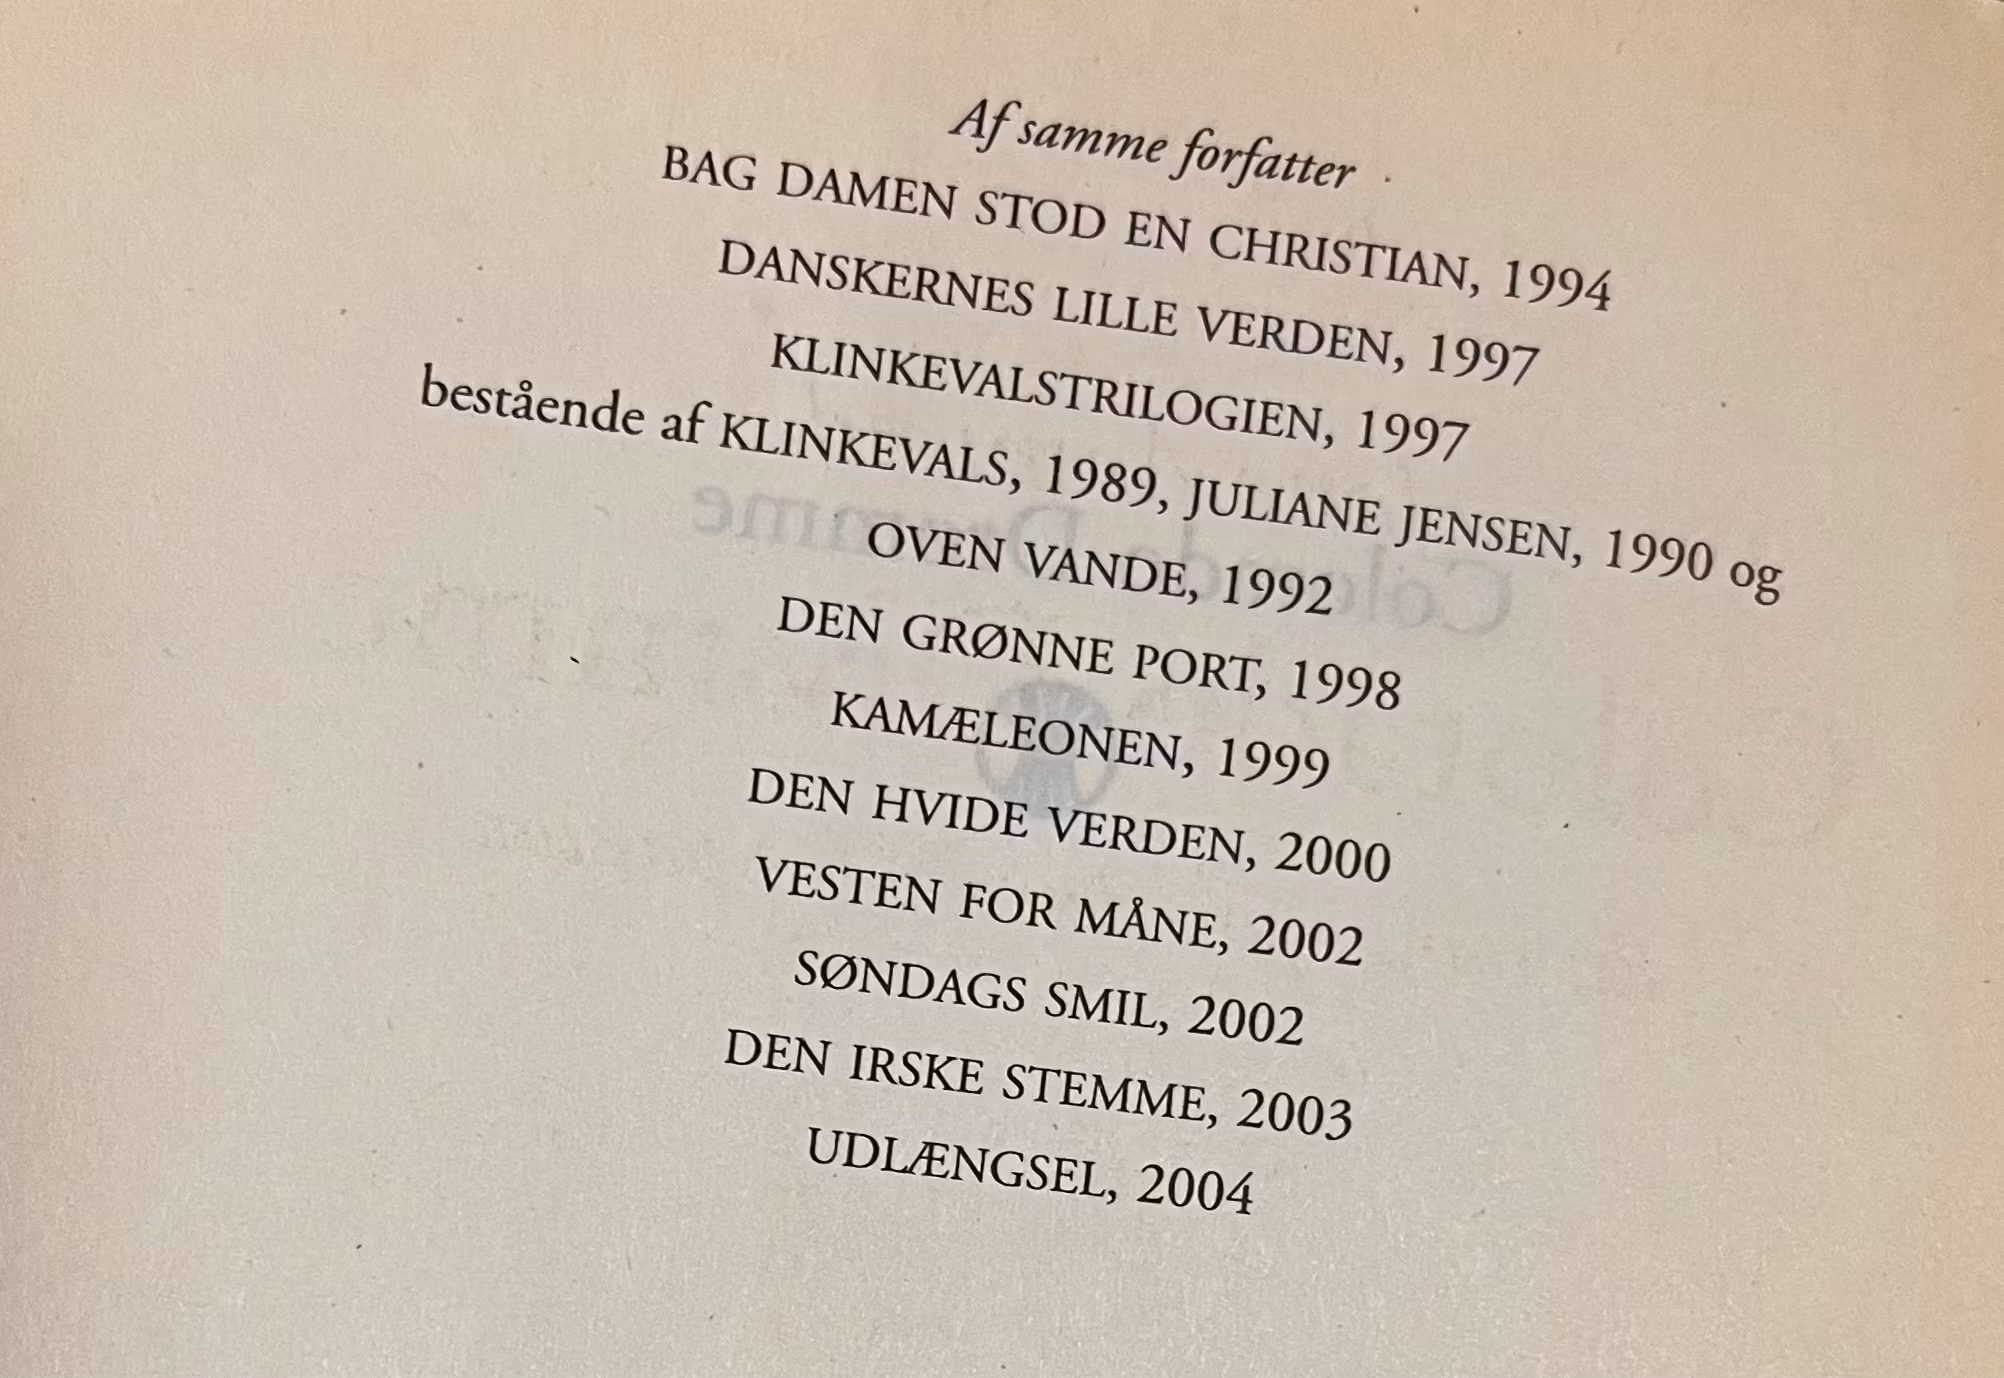 Af samme forfatter
BAG DAMEN STOD EN CHRISTIAN, 1994
DANSKERNES LILLE VERDEN, 1997
KLINKEVALSTRILOGIEN, 1997
bestående af KLINKEVALS, 1989, JULIANE JENSEN, 1990 og
OVEN VANDE, 1992
DEN GRØNNE PORT, 1998
KAMÆLEONEN, 1999
DEN HVIDE VERDEN, 2000
VESTEN FOR MÅNE, 2002
SØNDAGS SMIL, 2002
DEN IRSKE STEMME, 2003
UDLÆNGSEL, 2004